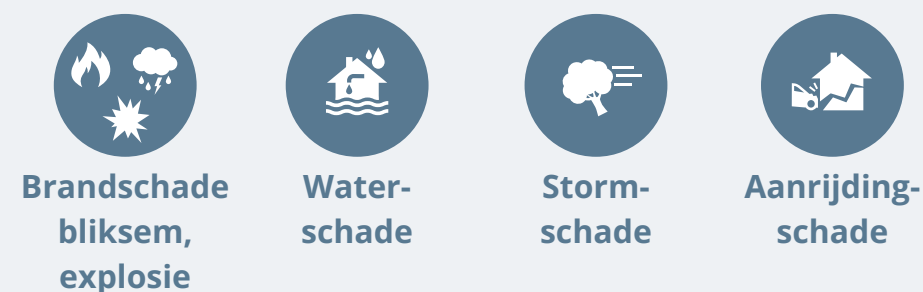 Brandschade
bliksem,
explosie
Water-
schade
Storm-
schade
Aanrijding-
schade